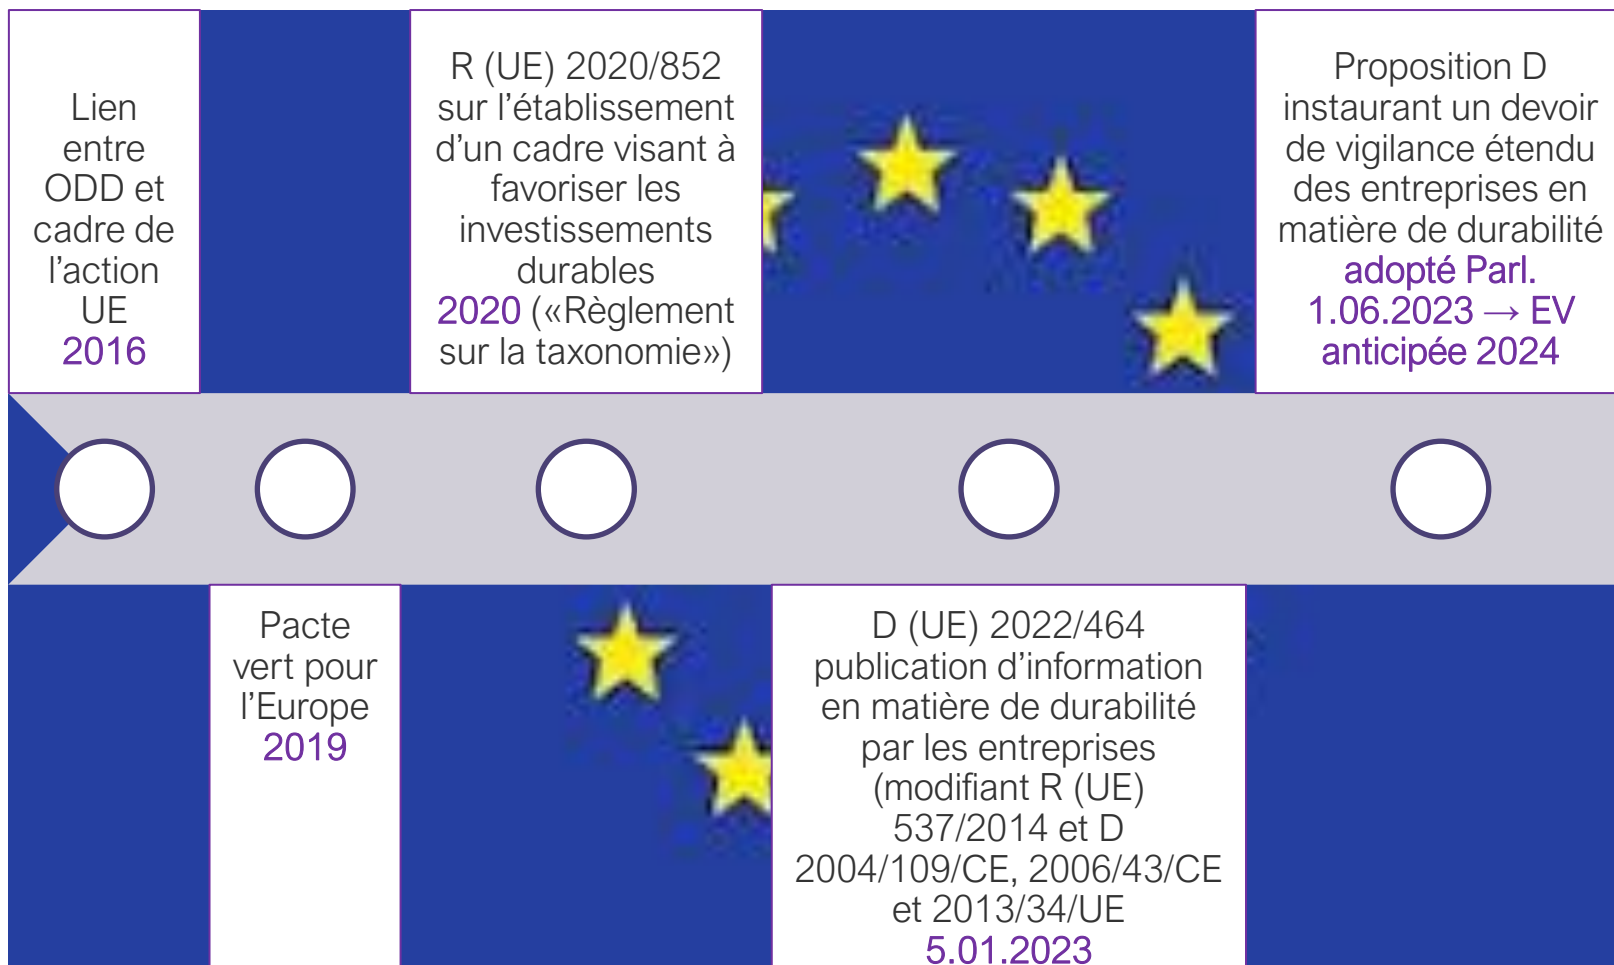 Lien
entre
ODD et
cadre de
l'action
UE
2016
Pacte
vert pour
l'Europe
2019
R (UE) 2020/852
sur l'établissement
d'un cadre visant à
favoriser les
investissements
durables
2020 («Règlement
sur la taxonomie»)
D (UE) 2022/464
publication d'information
en matière de durabilité
par les entreprises
(modifiant R (UE)
537/2014 et D
2004/109/CE, 2006/43/CE
et 2013/34/UE
5.01.2023
Proposition D
instaurant un devoir
de vigilance étendu
des entreprises en
matière de durabilité
adopté Parl.
1.06.2023 → EV
anticipée 2024